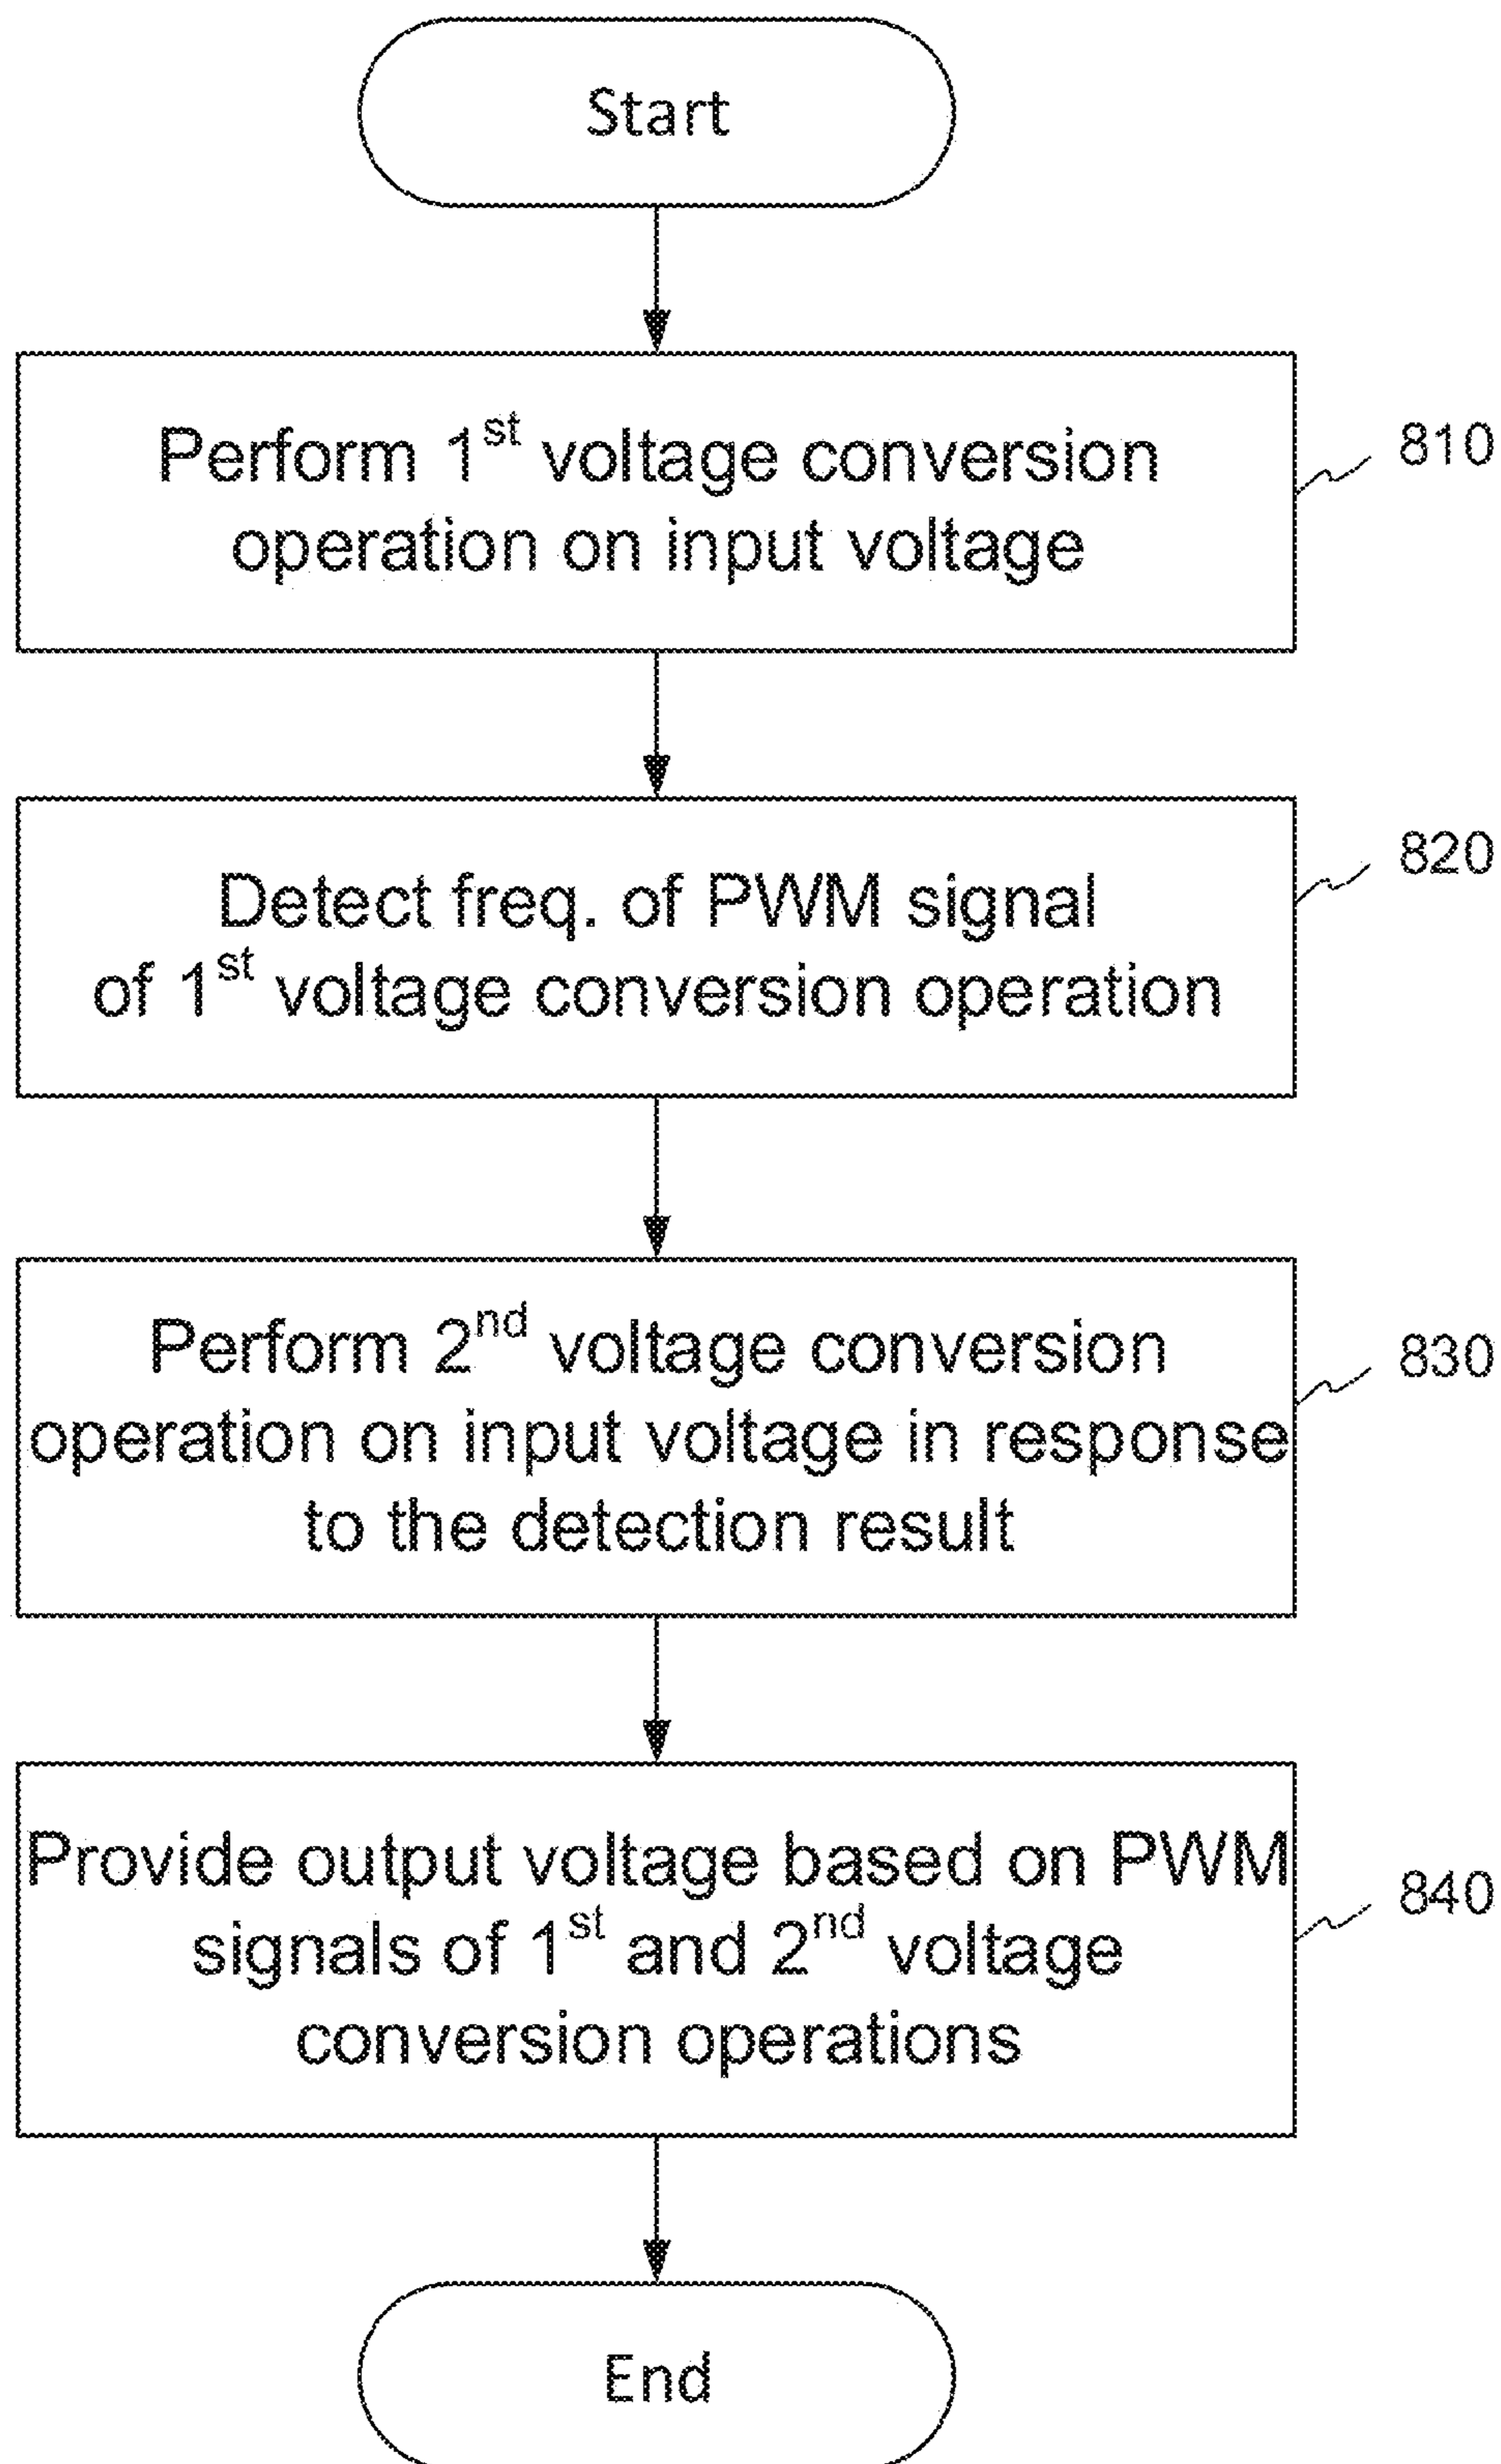 Start
Perform 1st voltage conversion
operation on input voltage
810
Detect freq. of PWM signal
of 1st voltage conversion operation
820
Perform 2nd voltage conversion
operation on input voltage in response
to the detection result
830
Provide output voltage based on PWM
signals of 1st and 2nd voltage
conversion operations
840
End